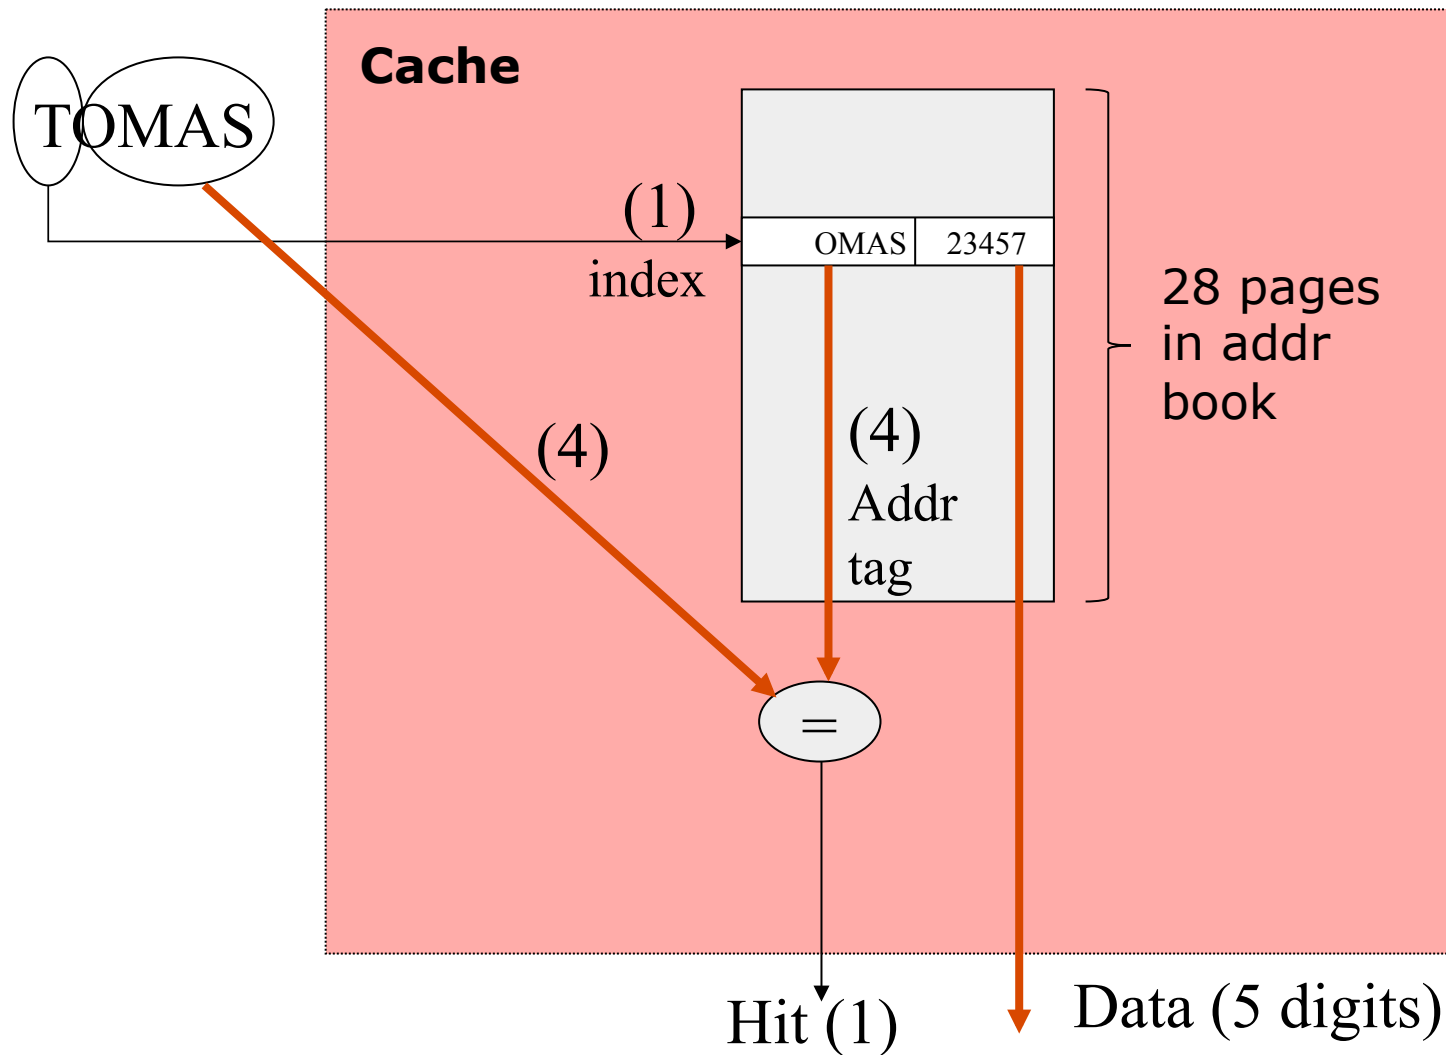 Cache
TOMAS
(1)
index
OMAS 23457
28 pages
in addr
book
(4)
(4)
Addr
tag
=
Hit (1)
Data (5 digits)